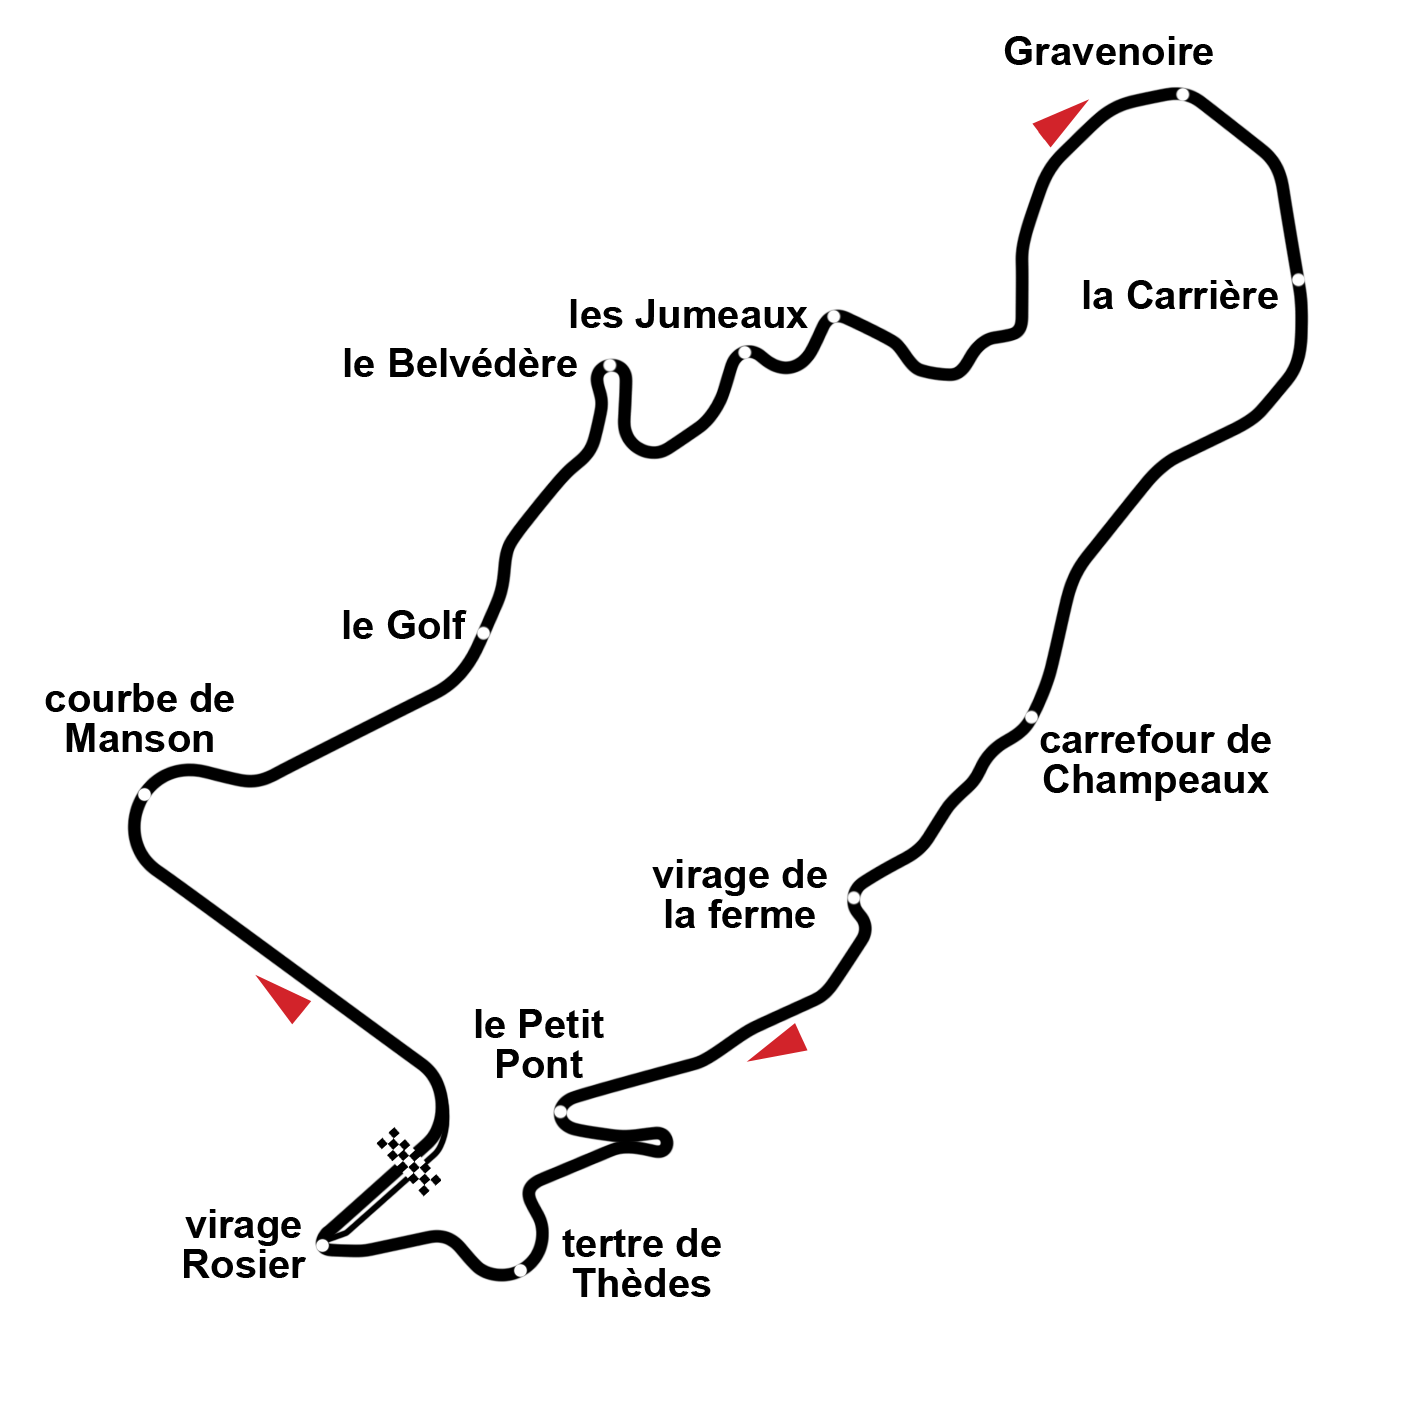 Gravenoire
la Carrière
les Jumeaux
le Belvédère
le Golf
courbe de
Manson
carrefour de
Champeaux
virage de
la ferme
le Petit
Pont
virage
Rosier
tertre de
Thèdes